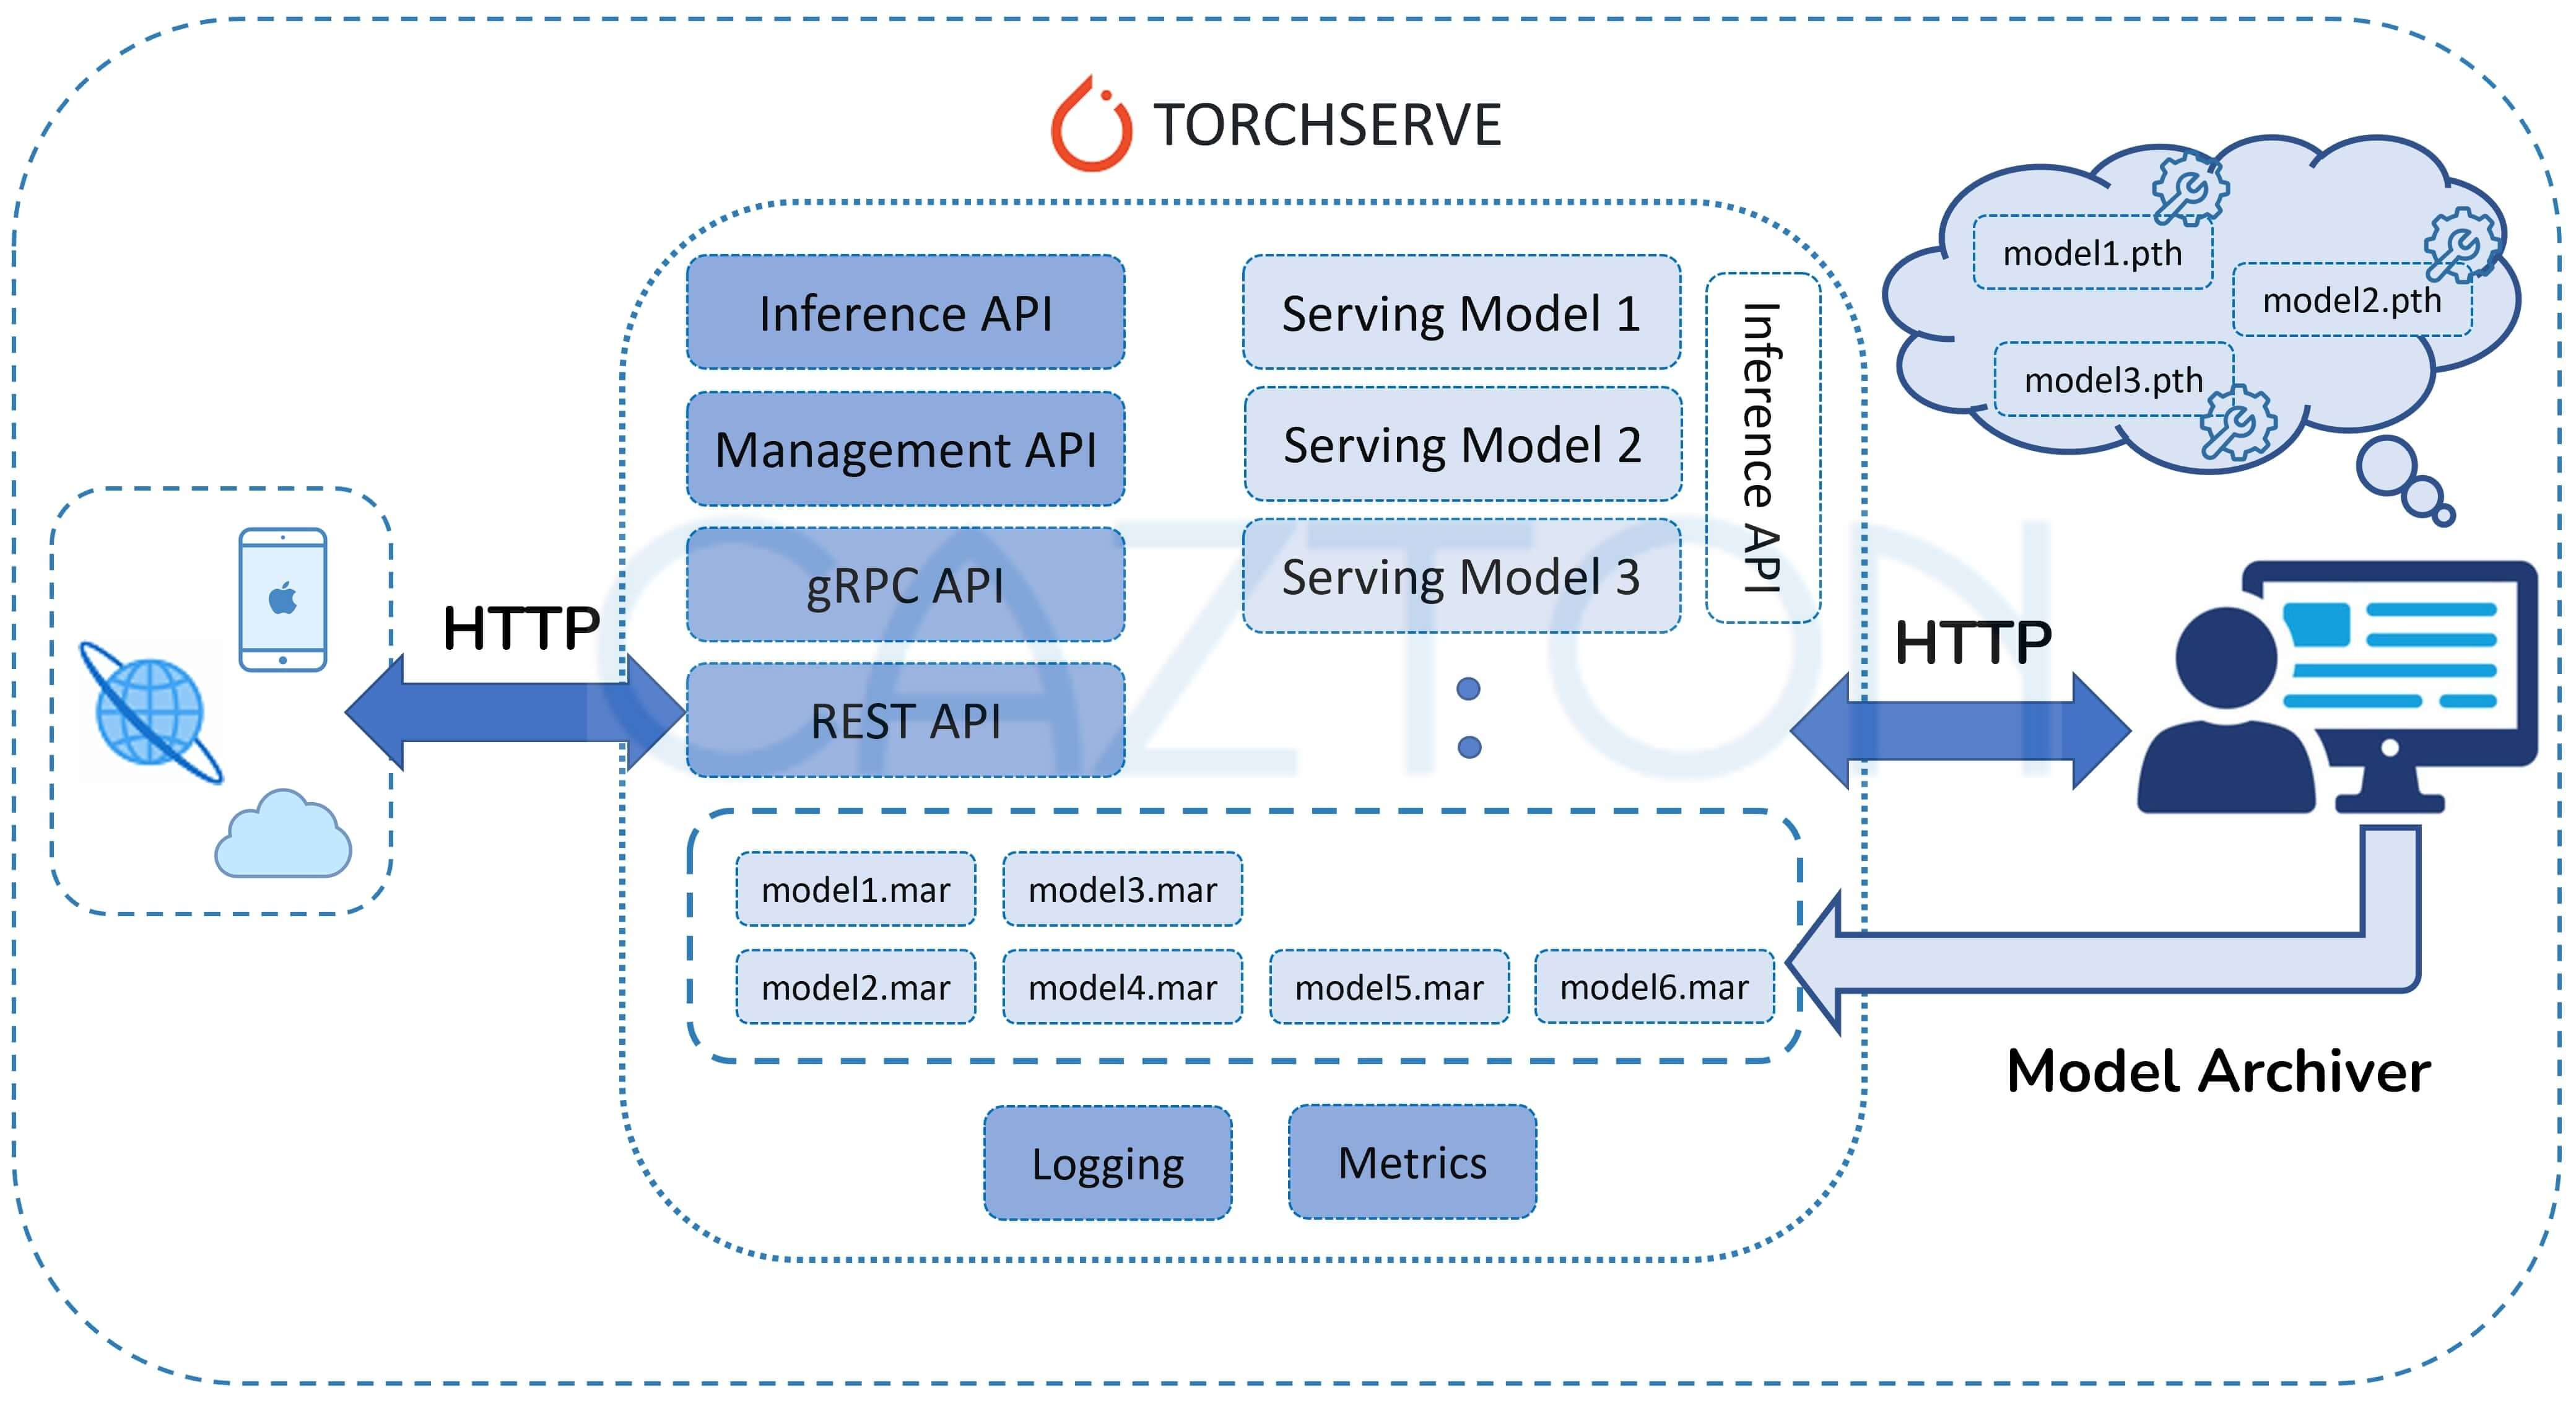 TORCHSERVE
Inference API
Management API
gRPC API
REST API
Serving Model 1
Serving Model 2
Serving Model 3
Inference API
model1.pth
model2.pth
model3.pth
HTTP
HTTP
CAZTON
model1.mar
model3.mar
model2.mar
model4.mar
model5.mar
model6.mar
Model Archiver
Logging
Metrics